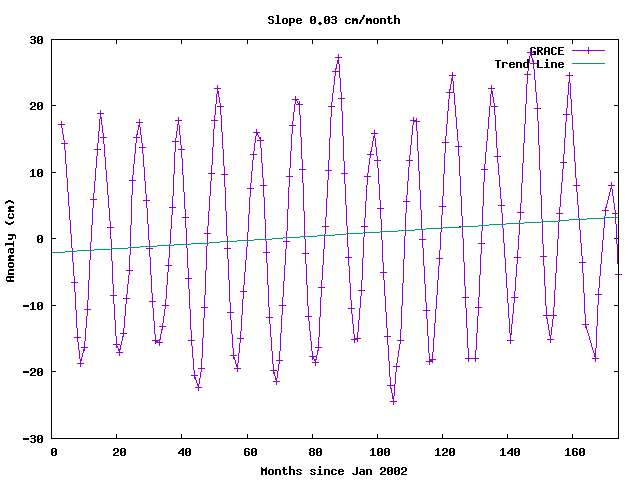 Slope 0.03 cm/month
GRACE
Trend Line
30
20
10
0
-10
-20
-30
Anomaly (cm)
0 20 40 60 80 100 120 140 160
Months since Jan 2002